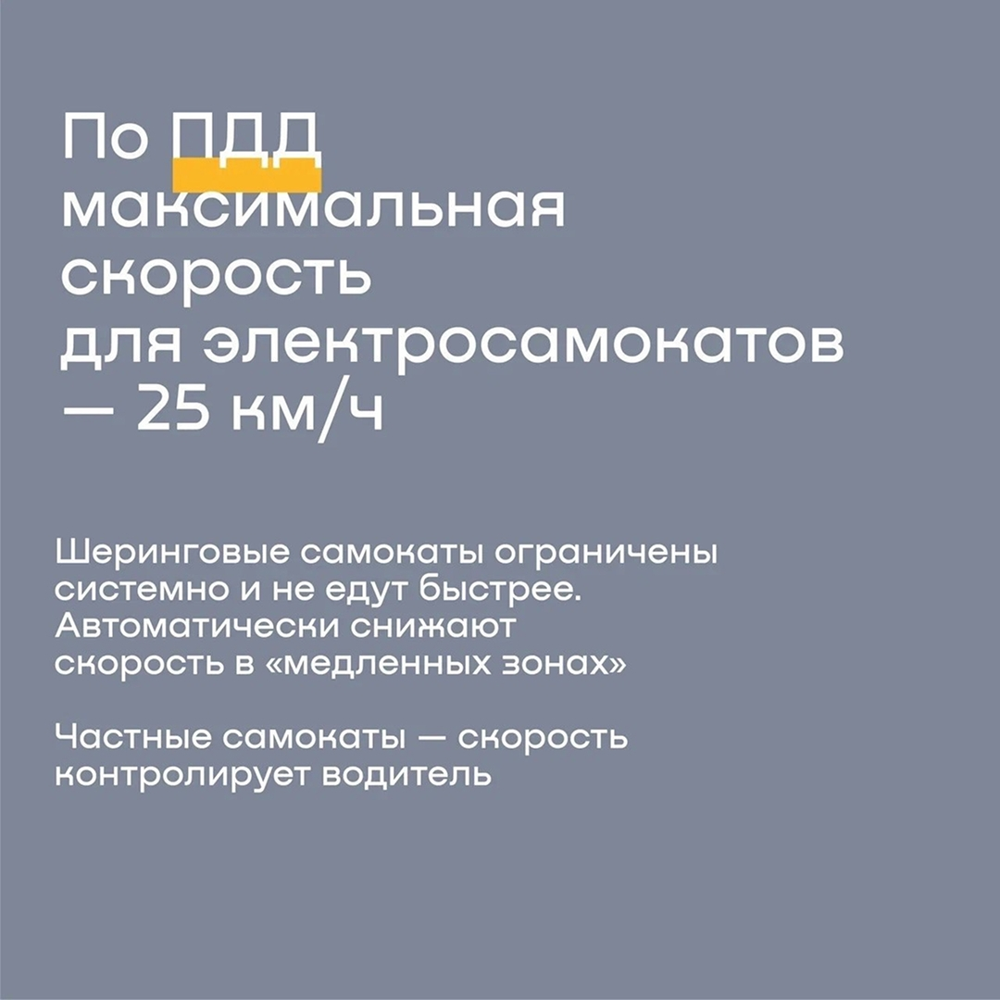 По ПДД
максимальная
скорость
для электросамокатов
— 25 км/ч
Шеринговые самокаты ограничены
системно и не едут быстрее.
Автоматически снижают
скорость в «медленных зонах»
Частные самокаты — скорость
контролирует водитель